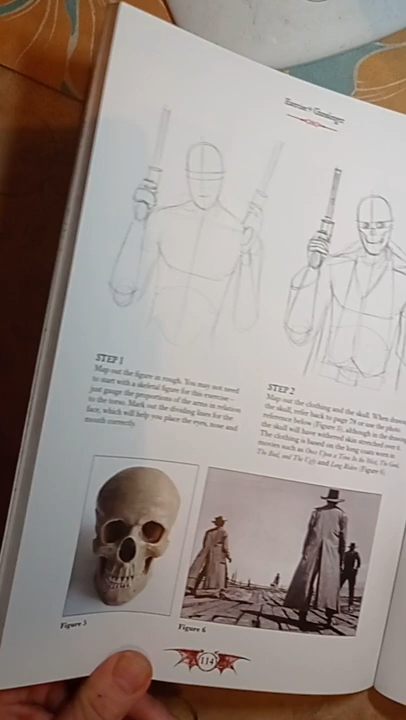 Exercise • Gunslinger
STEP 1
Map out the figure in rough. You may not need
to start with a skeletal figure for this exercise –
just gauge the proportions of the arms in relation
to the torso. Mark out the dividing lines for the
face, which will help you place the eyes, nose and
mouth correctly.
STEP 2
Map out the clothing and the skull. When drawing
the skull, refer back to page 78 or use the photo
reference below (Figure 5), although in the drawing
the skull will have withered skin stretched over it.
The clothing is based on the long coats worn in
movies such as Once Upon a Time In the West, The Good,
The Bad, and The Ugly and Long Riders (Figure 6).
Figure 5
Figure 6
114